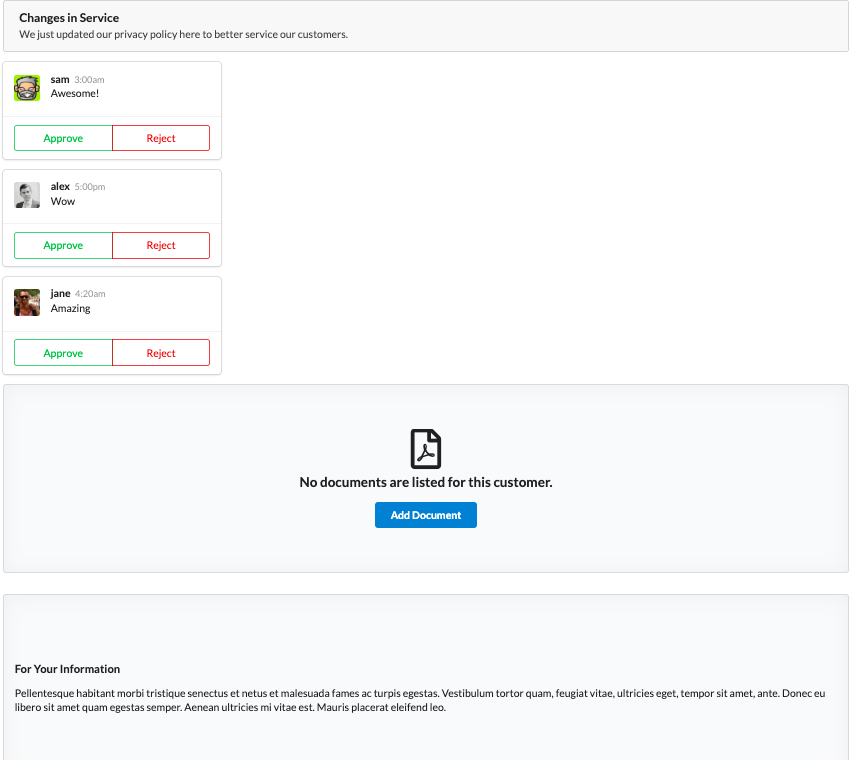 Changes in Service
We just updated our privacy policy here to better service our customers.
sam 3:00am
Awesome!
Approve Reject
alex 5:00pm
Wow
Approve Reject
jane 4:20am
Amazing
Approve Reject
No documents are listed for this customer.
Add Document
For Your Information
Pellentesque habitant morbi tristique senectus et netus et malesuada fames ac turpis egestas. Vestibulum tortor quam, feugiat vitae, ultricies eget, tempor sit amet, ante. Donec eu
libero sit amet quam egestas semper. Aenean ultricies mi vitae est. Mauris placerat eleifend leo.